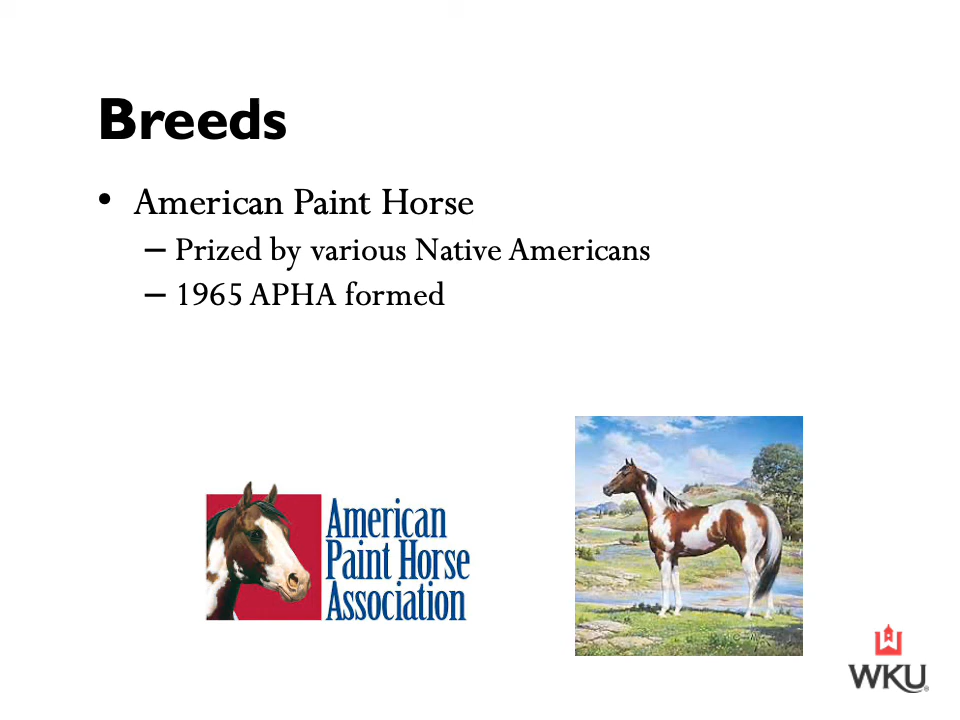 Breeds
• American Paint Horse
– Prized by various Native Americans
– 1965 APHA formed
American
Paint Horse
Association
WKU®